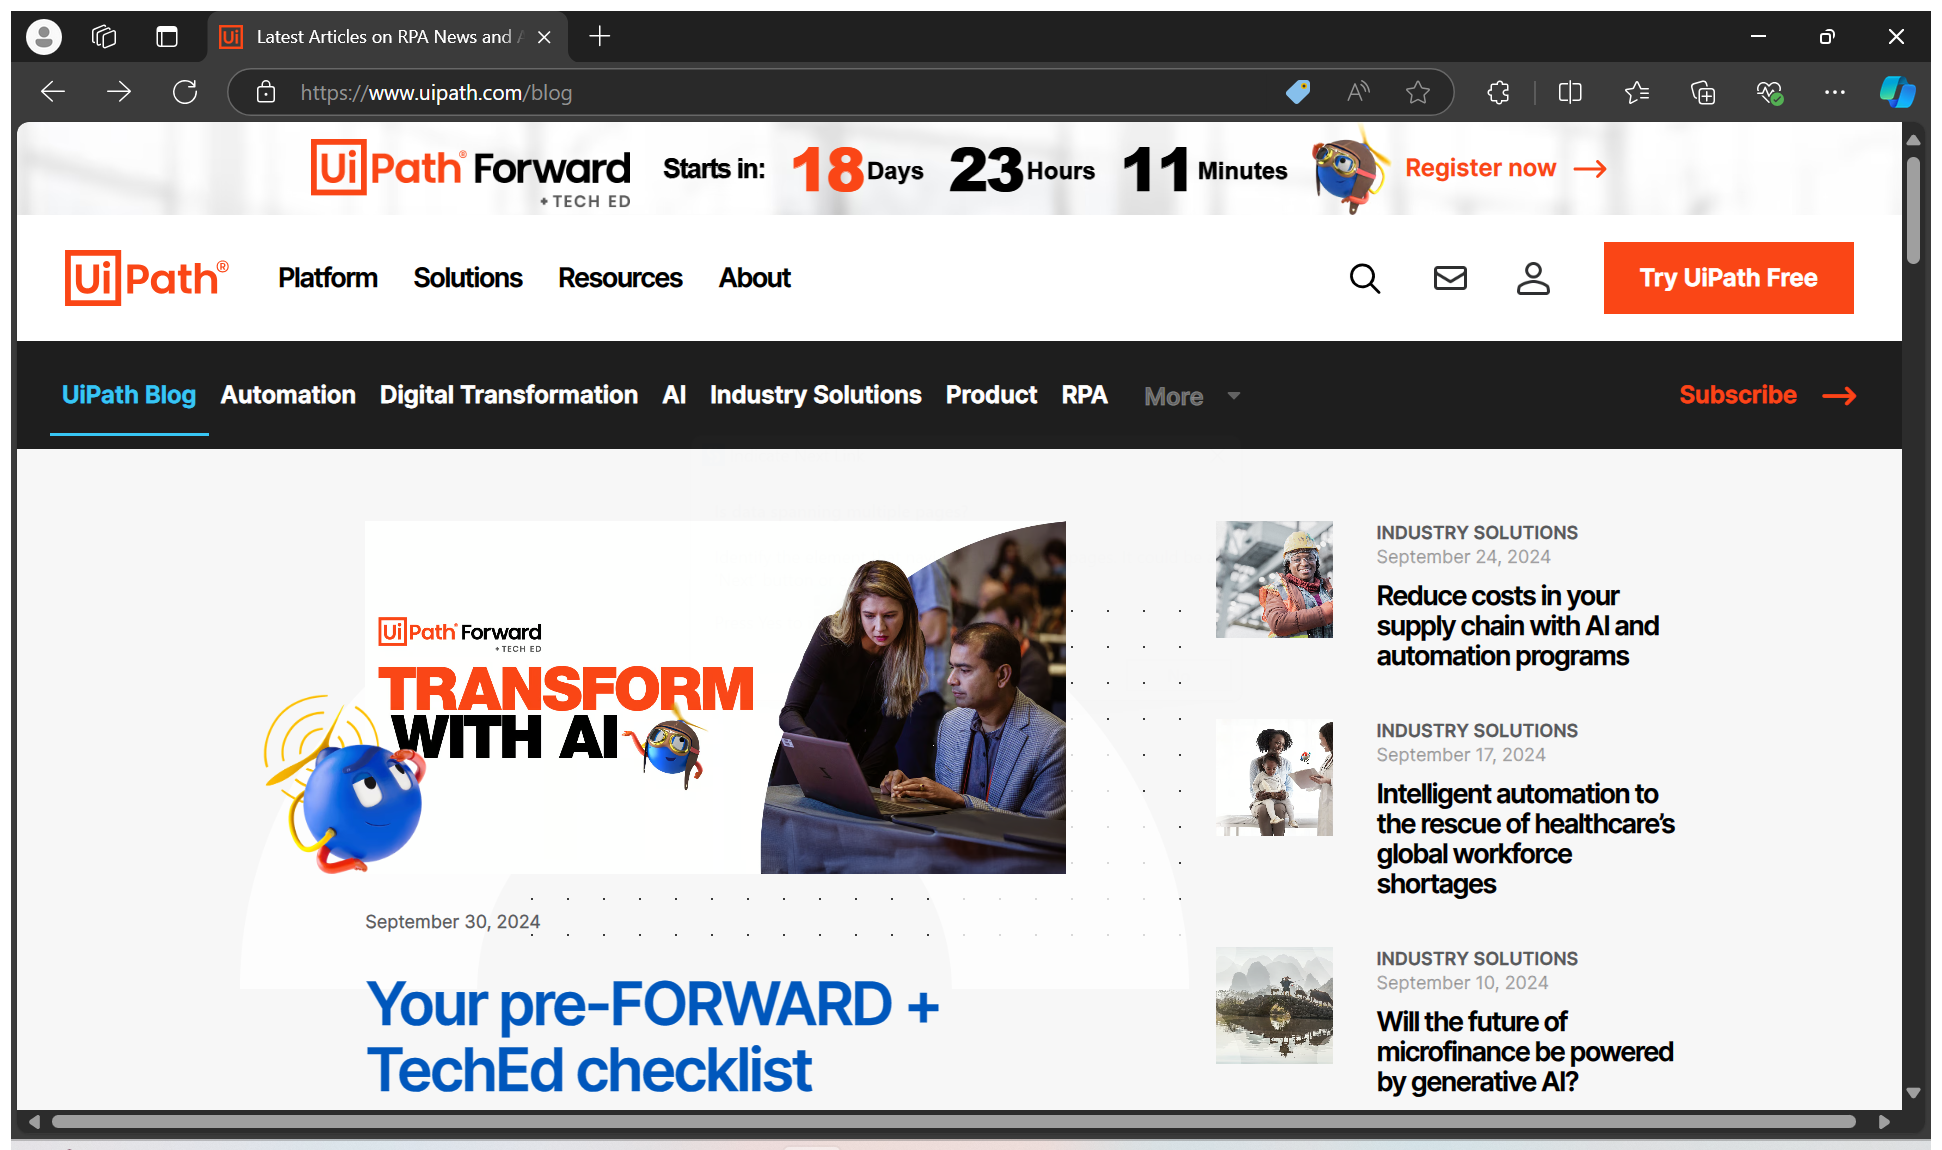 Latest Articles on RPA News and A
https://www.uipath.com/blog
UiPath® Forward
+ TECH ED
Starts in: 18 Days 23 Hours 11 Minutes
Register now
UiPath®
Platform Solutions Resources About
Try UiPath Free
UiPath Blog Automation Digital Transformation AI Industry Solutions Product RPA More
Subscribe
UiPath® Forward
+ TECH ED
TRANSFORM
WITH AI
September 30, 2024
Your pre-FORWARD +
TechEd checklist
INDUSTRY SOLUTIONS
September 24, 2024
Reduce costs in your
supply chain with AI and
automation programs
INDUSTRY SOLUTIONS
September 17, 2024
Intelligent automation to
the rescue of healthcare’s
global workforce
shortages
INDUSTRY SOLUTIONS
September 10, 2024
Will the future of
microfinance be powered
by generative AI?